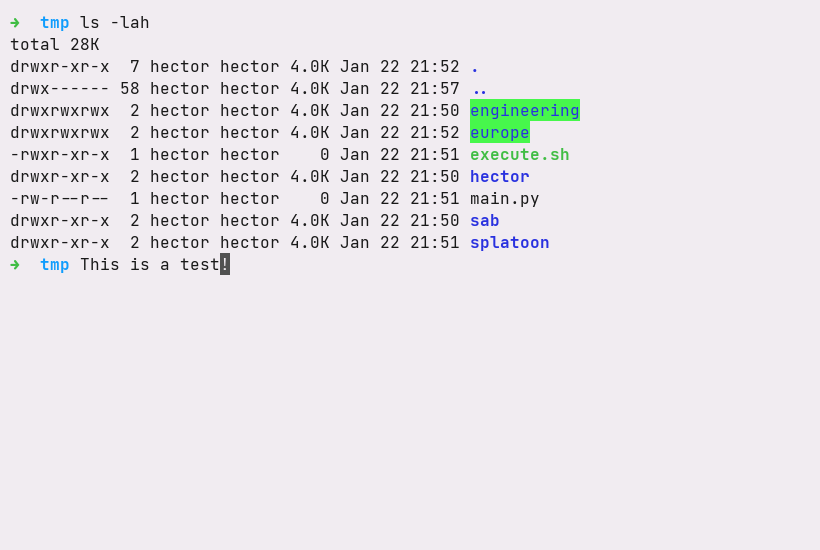 →  tmp ls -lah
total 28K
drwxr-xr-x  7 hector hector 4.0K Jan 22 21:52 .
drwx------ 58 hector hector 4.0K Jan 22 21:57 ..
drwxrwxrwx  2 hector hector 4.0K Jan 22 21:50 engineering
drwxrwxrwx  2 hector hector 4.0K Jan 22 21:52 europe
-rwxr-xr-x  1 hector hector    0 Jan 22 21:51 execute.sh
drwxr-xr-x  2 hector hector 4.0K Jan 22 21:50 hector
-rw-r--r--  1 hector hector    0 Jan 22 21:51 main.py
drwxr-xr-x  2 hector hector 4.0K Jan 22 21:50 sab
drwxr-xr-x  2 hector hector 4.0K Jan 22 21:51 splatoon
→  tmp This is a test!